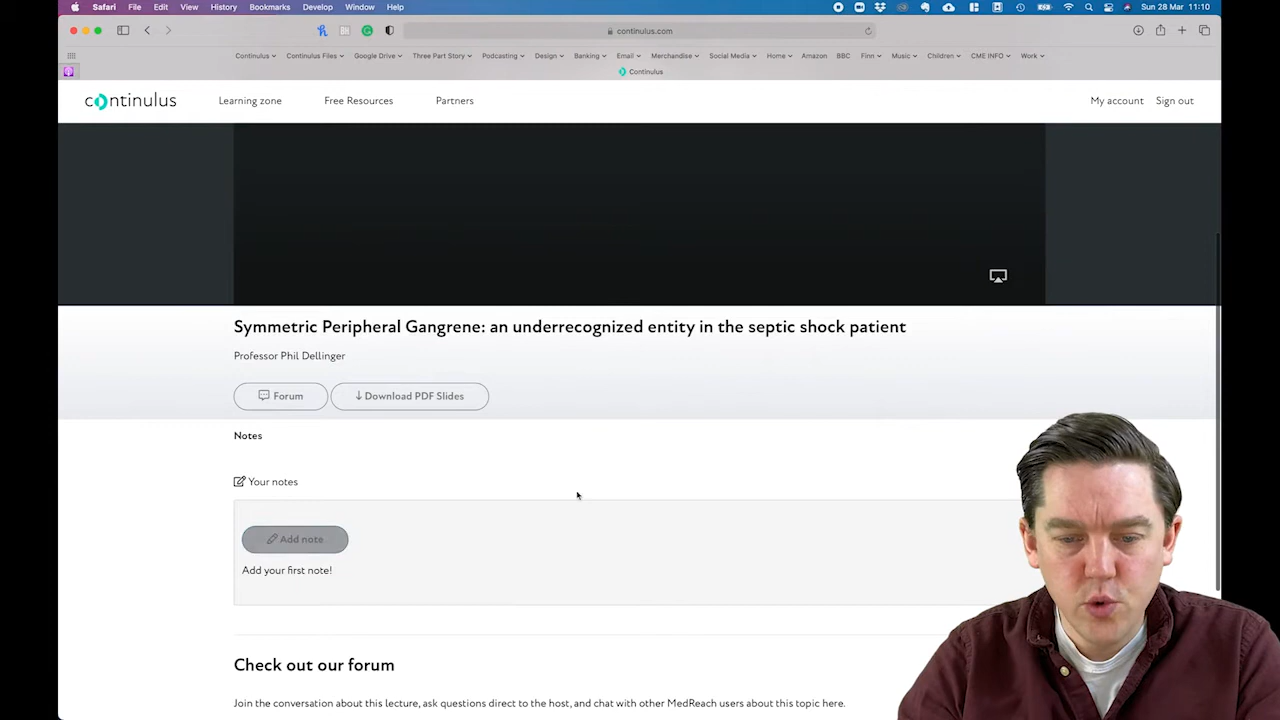 Safari File Edit View History Bookmarks Develop Window Help Sun 28 Mar 11:10
continulus.com
Continulus Continulus Files Google Drive Three Part Story Podcasting Design Banking Email Merchandise Social Media Home Amazon BBC Finn Music Children CME INFO Work
Continulus
continulus Learning zone Free Resources Partners My account Sign out
Symmetric Peripheral Gangrene: an underrecognized entity in the septic shock patient
Professor Phil Dellinger
Forum Download PDF Slides
Notes
Your notes
Add note
Add your first note!
Check out our forum
Join the conversation about this lecture, ask questions direct to the host, and chat with other MedReach users about this topic here.